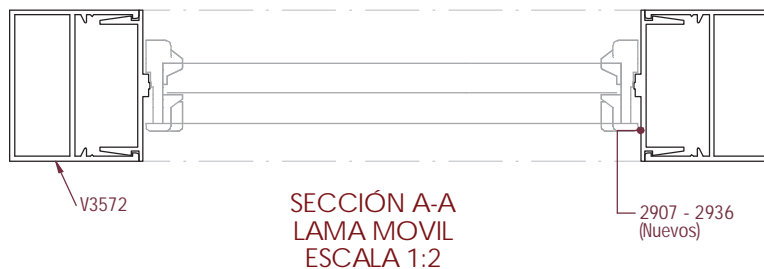 V3572
SECCIÓN A-A
LAMA MOVIL
ESCALA 1:2
2907 - 2936
(Nuevos)